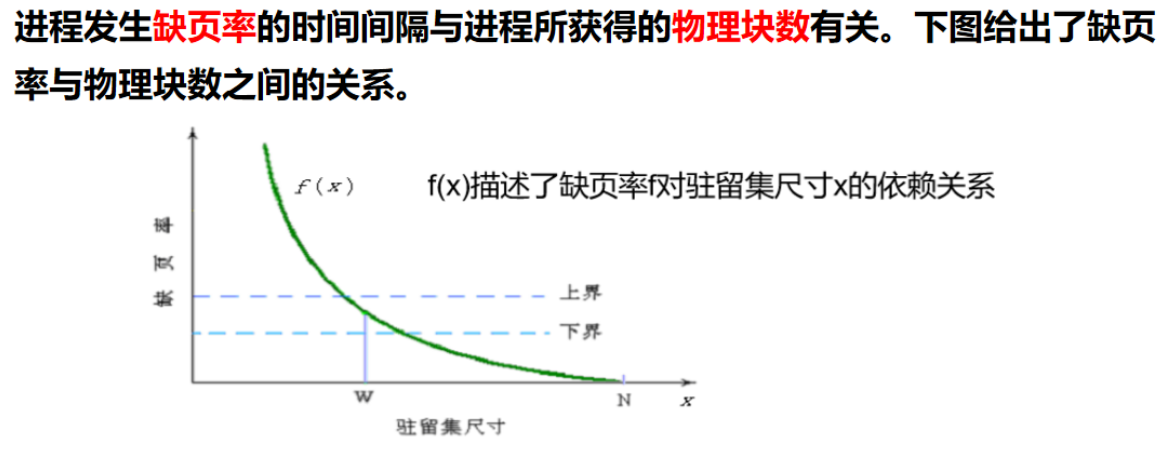 进程发生缺页率的时间间隔与进程所获得的物理块数有关。下图给出了缺页
率与物理块数之间的关系。
f(x)
f(x)描述了缺页率f对驻留集尺寸x的依赖关系
缺页率
上界
下界
W
N
x
驻留集尺寸